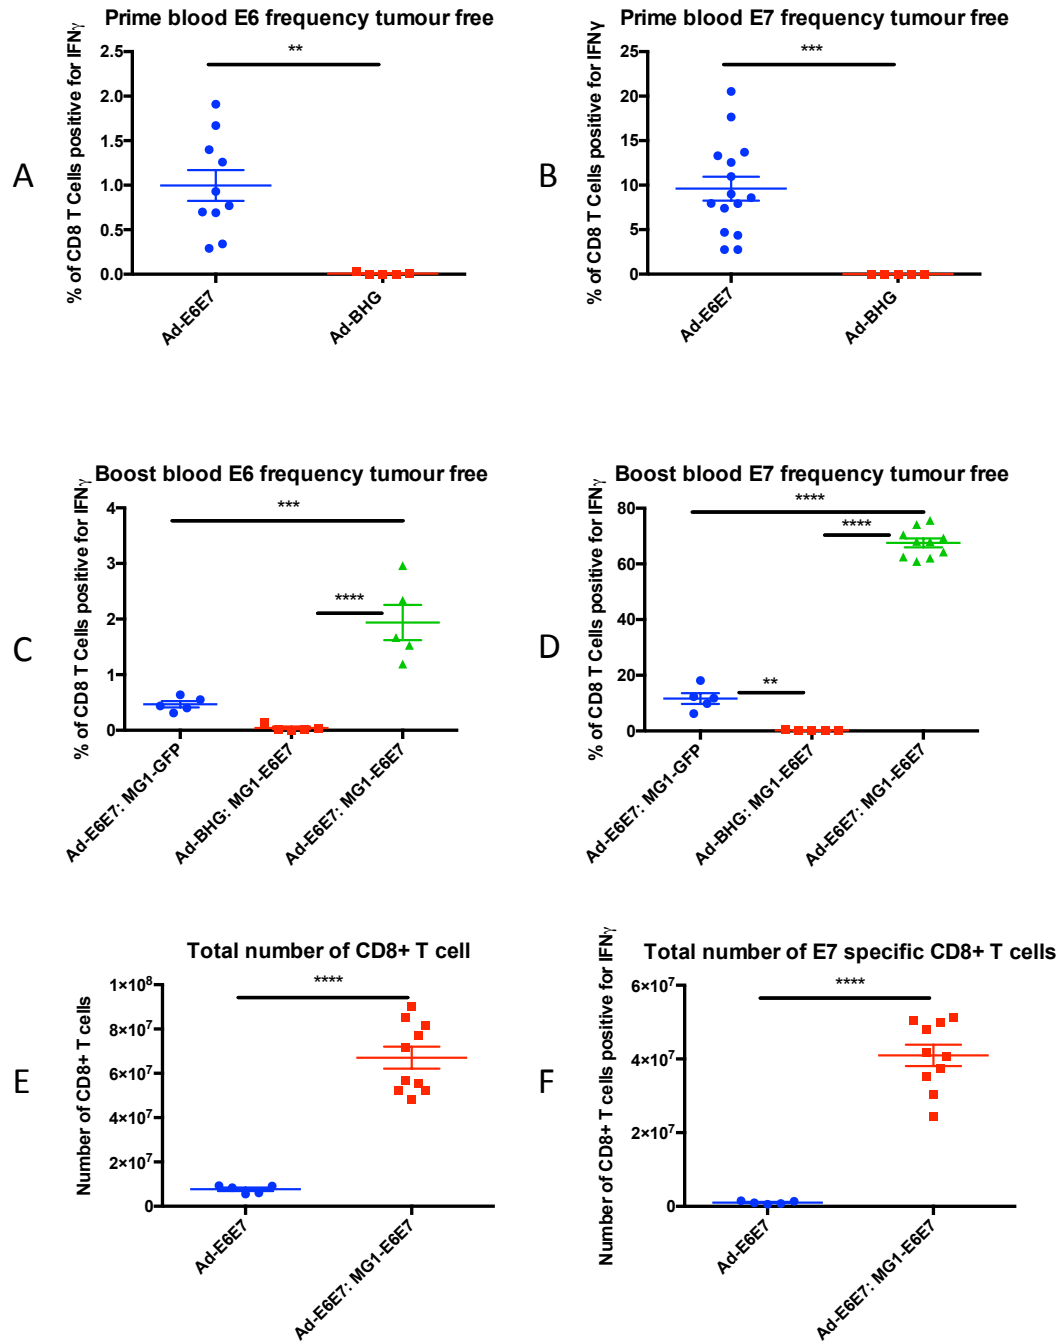 Prime blood E6 frequency tumour free
A
% of CD8 T Cells positive for IFNγ
2.5
2.0
1.5
1.0
0.5
0.0
**
Ad-E6E7
Ad-BHG
Prime blood E7 frequency tumour free
B
% of CD8 T Cells positive for IFNγ
25
20
15
10
5
0
***
Ad-E6E7
Ad-BHG
Boost blood E6 frequency tumour free
C
% of CD8 T Cells positive for IFNγ
4
3
2
1
0
***
****
Ad-E6E7: MG1-GFP
Ad-BHG: MG1-E6E7
Ad-E6E7: MG1-E6E7
Boost blood E7 frequency tumour free
D
% of CD8 T Cells positive for IFNγ
80
60
40
20
0
****
****
**
Ad-E6E7: MG1-GFP
Ad-BHG: MG1-E6E7
Ad-E6E7: MG1-E6E7
Total number of CD8+ T cell
E
Number of CD8+ T cells
1×10⁸
8×10⁷
6×10⁷
4×10⁷
2×10⁷
0
****
Ad-E6E7
Ad-E6E7: MG1-E6E7
Total number of E7 specific CD8+ T cells
F
Number of CD8+ T cells positive for IFNγ
6×10⁷
4×10⁷
2×10⁷
0
****
Ad-E6E7
Ad-E6E7: MG1-E6E7